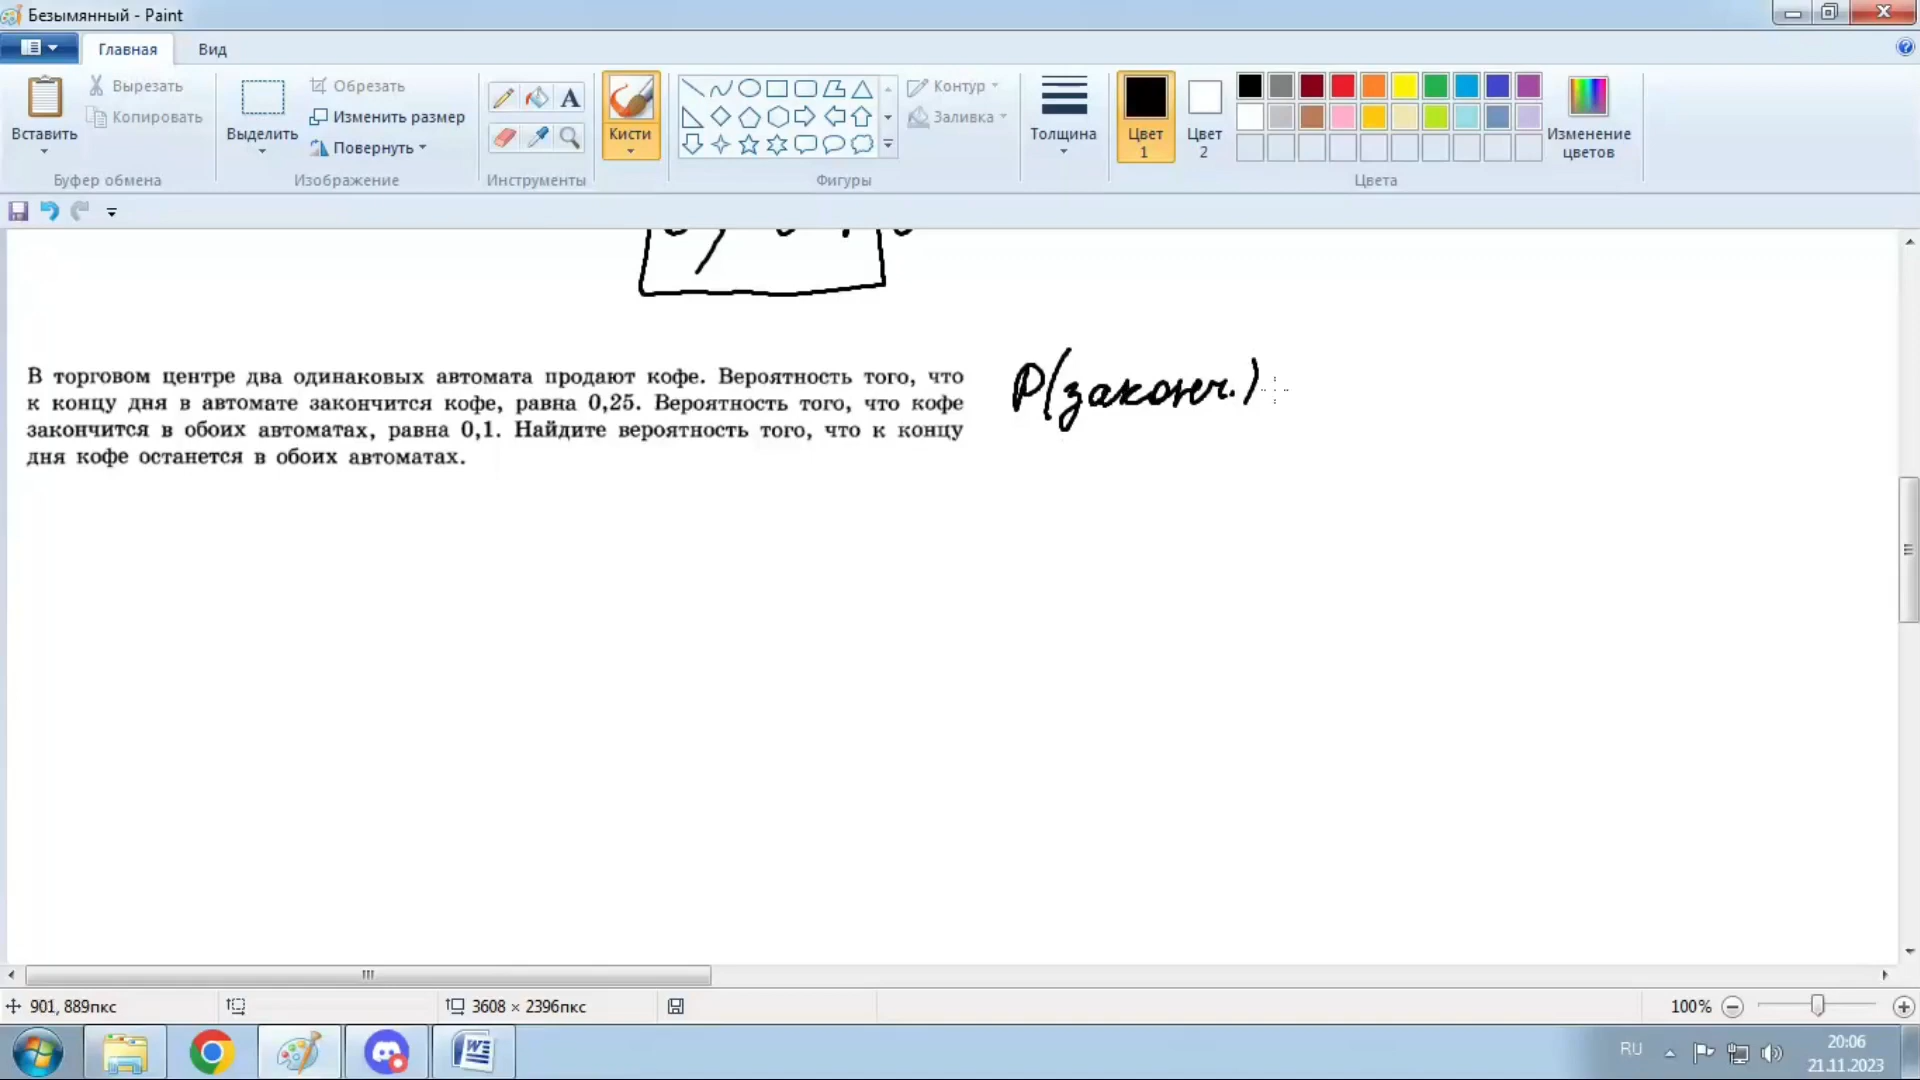 Безымянный - Paint
Главная
Вид
Вставить
Вырезать
Копировать
Буфер обмена
Выделить
Обрезать
Изменить размер
Повернуть
Изображение
A
Инструменты
Кисти
Фигуры
Контур
Заливка
Толщина
Цвет
1
Цвет
2
Изменение
цветов
Цвета
В торговом центре два одинаковых автомата продают кофе. Вероятность того, что
к концу дня в автомате закончится кофе, равна 0,25. Вероятность того, что кофе
закончится в обоих автоматах, равна 0,1. Найдите вероятность того, что к концу
дня кофе останется в обоих автоматах.
P(законч.)
901, 889пкс
3608 × 2396пкс
100%
RU
20:06
21.11.2023